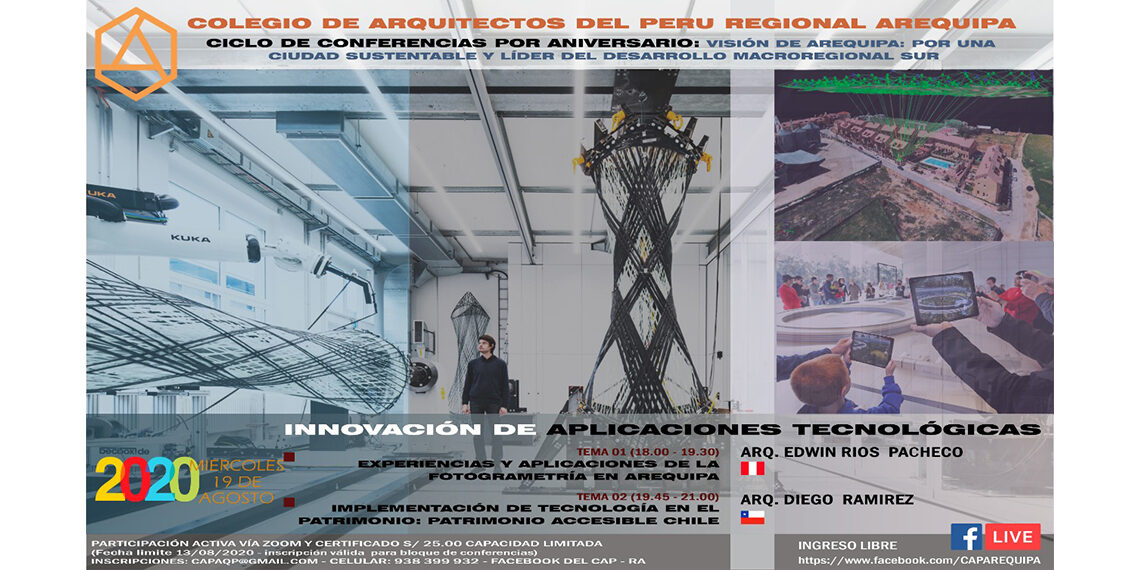 COLEGIO DE ARQUITECTOS DEL PERU REGIONAL AREQUIPA
CICLO DE CONFERENCIAS POR ANIVERSARIO: VISIÓN DE AREQUIPA: POR UNA
CIUDAD SUSTENTABLE Y LÍDER DEL DESARROLLO MACROREGIONAL SUR
KUKA
KUKA
INNOVACIÓN DE APLICACIONES TECNOLÓGICAS
2020
MIÉRCOLES
19 DE
AGOSTO
TEMA 01 (18.00 - 19.30)
EXPERIENCIAS Y APLICACIONES DE LA
FOTOGRAMETRÍA EN AREQUIPA
ARQ. EDWIN RIOS PACHECO
TEMA 02 (19.45 - 21.00)
IMPLEMENTACIÓN DE TECNOLOGÍA EN EL
PATRIMONIO: PATRIMONIO ACCESIBLE CHILE
ARQ. DIEGO RAMIREZ
PARTICIPACIÓN ACTIVA VÍA ZOOM Y CERTIFICADO S/ 25.00 CAPACIDAD LIMITADA
(Fecha limite 13/08/2020 - inscripción válida para bloque de conferencias)
INSCRIPCIONES: CAPAQP@GMAIL.COM - CELULAR: 938 399 932 - FACEBOOK DEL CAP - RA
f LIVE
INGRESO LIBRE
https://www.facebook.com/CAPAREQUIPA